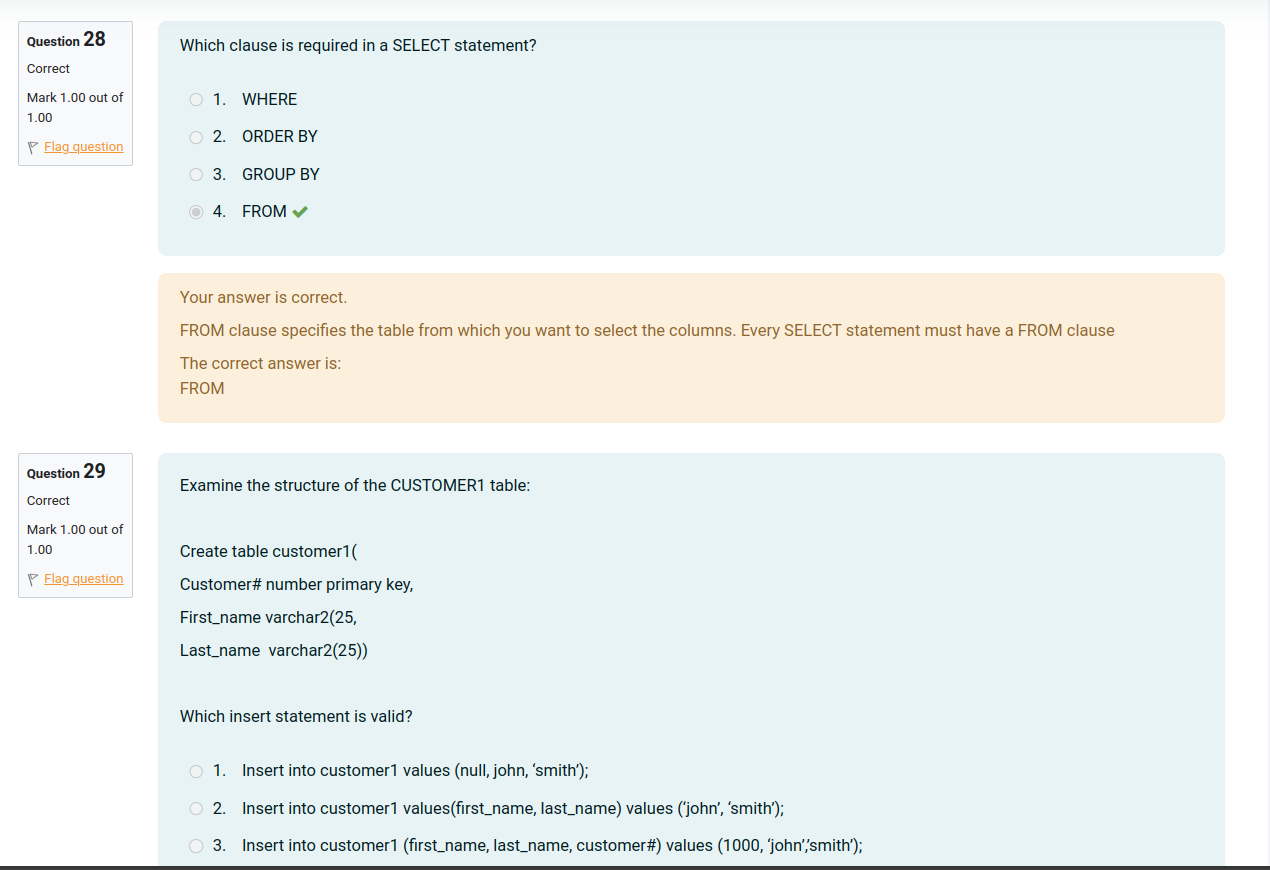 Question 28
Correct
Mark 1.00 out of
1.00
Flag question
Which clause is required in a SELECT statement?
1. WHERE
2. ORDER BY
3. GROUP BY
4. FROM
Your answer is correct.
FROM clause specifies the table from which you want to select the columns. Every SELECT statement must have a FROM clause
The correct answer is:
FROM
Question 29
Correct
Mark 1.00 out of
1.00
Flag question
Examine the structure of the CUSTOMER1 table:
Create table customer1(
Customer# number primary key,
First_name varchar2(25,
Last_name  varchar2(25))
Which insert statement is valid?
1. Insert into customer1 values (null, john, ‘smith’);
2. Insert into customer1 values(first_name, last_name) values (‘john’, ‘smith’);
3. Insert into customer1 (first_name, last_name, customer#) values (1000, ‘john’,’smith’);